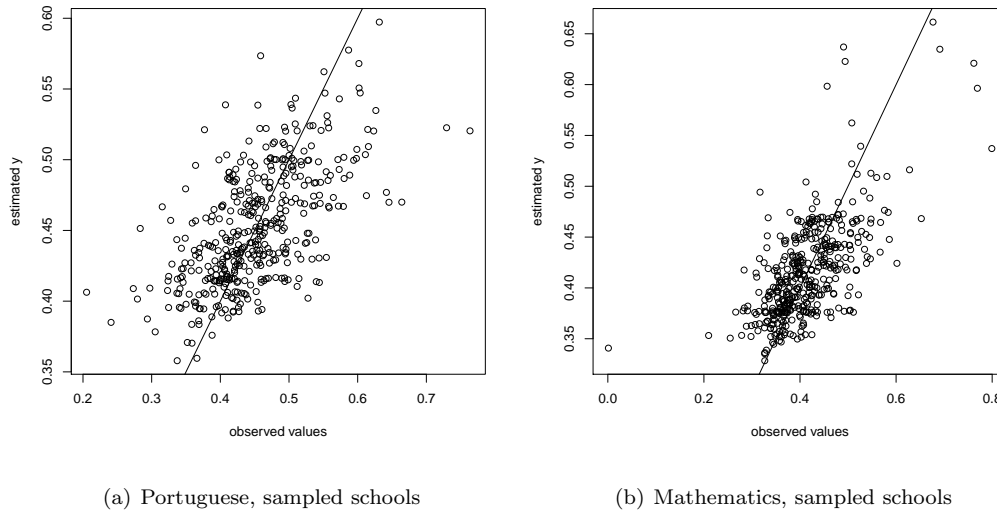 0.60
0.55
0.50
0.45
0.40
0.35
estimated y
0.2 0.3 0.4 0.5 0.6 0.7
observed values
(a) Portuguese, sampled schools
0.65
0.60
0.55
0.50
0.45
0.40
0.35
estimated y
0.0 0.2 0.4 0.6 0.8
observed values
(b) Mathematics, sampled schools